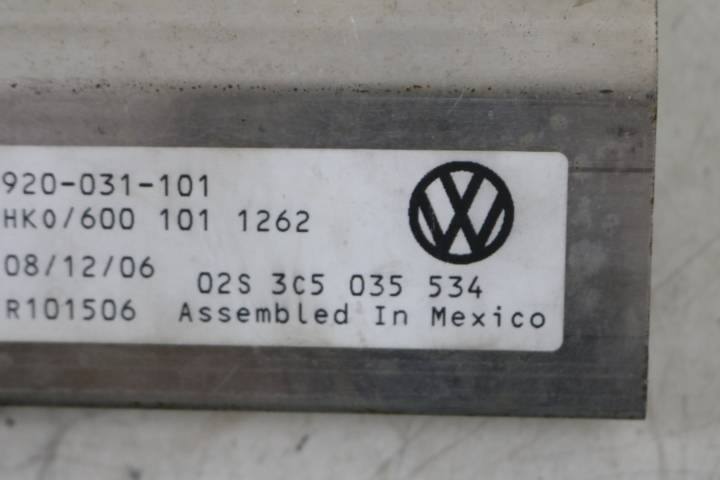 920-031-101
HK0/600 101 1262
08/12/06
02S 3C5 035 534
R101506 Assembled In Mexico